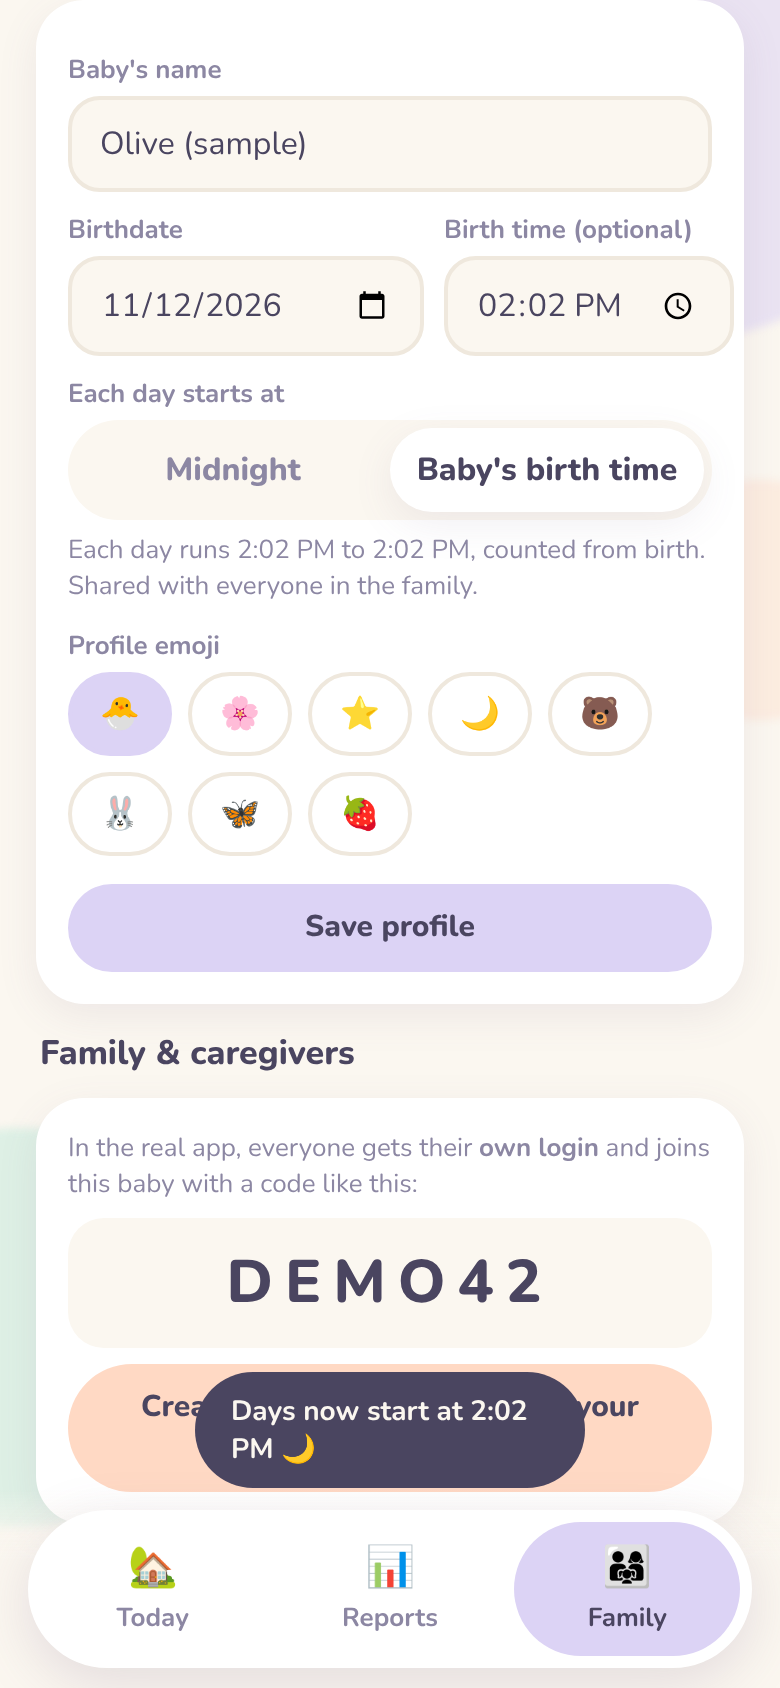 Baby's name
Olive (sample)
Birthdate
Birth time (optional)
11/12/2026
02:02 PM
Each day starts at
Midnight
Baby's birth time
Each day runs 2:02 PM to 2:02 PM, counted from birth.
Shared with everyone in the family.
Profile emoji
Save profile
Family & caregivers
In the real app, everyone gets their own login and joins
this baby with a code like this:
DEMO42
your
Days now start at 2:02
PM 🌙
Today
Reports
Family